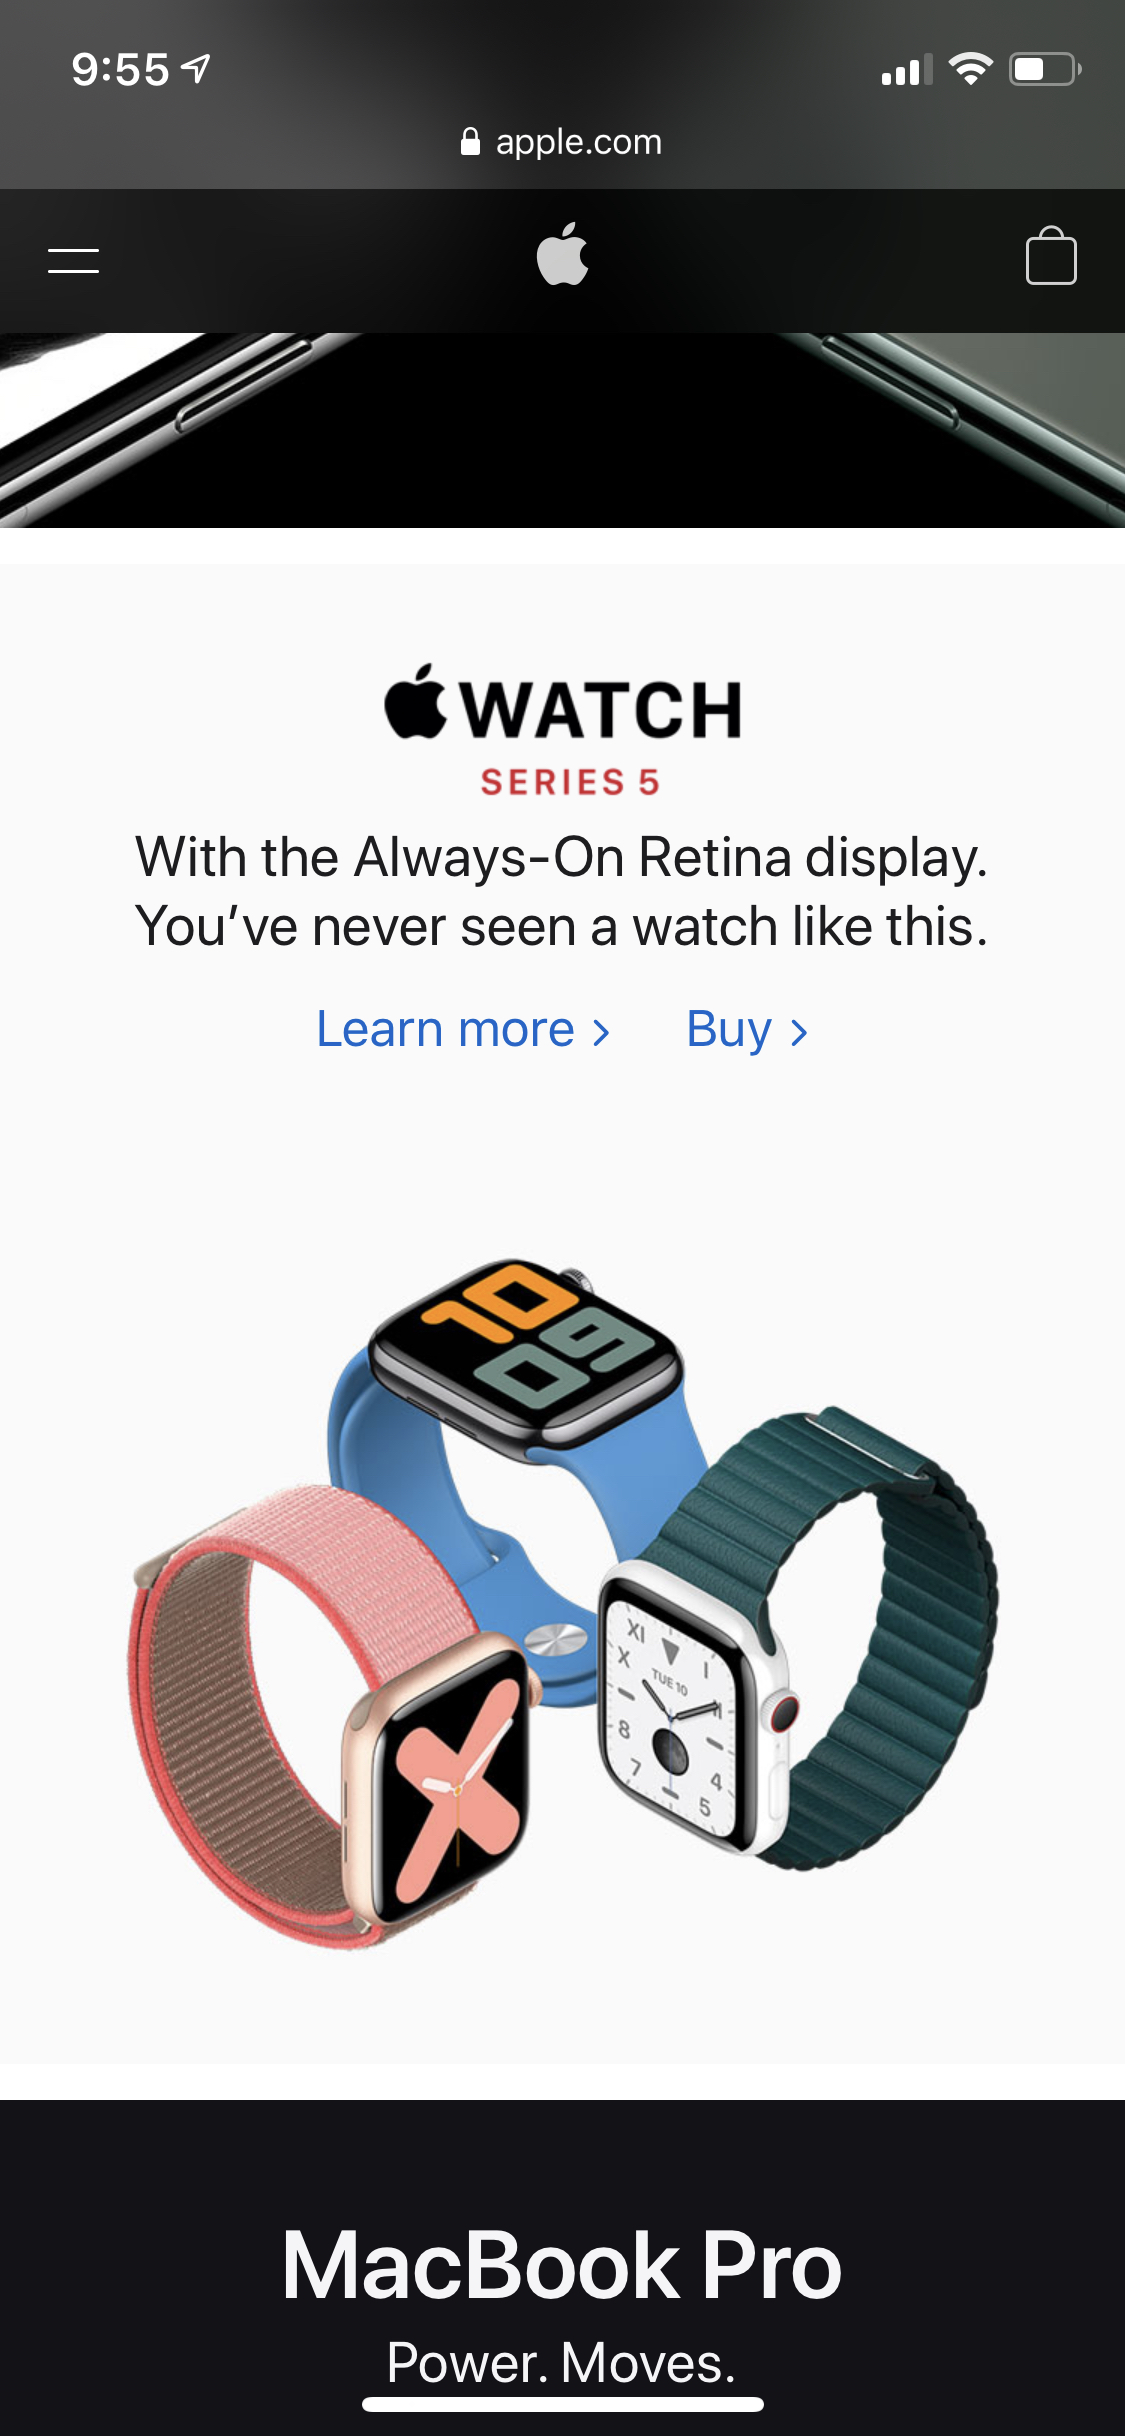 9:55
apple.com
WATCH
SERIES 5
With the Always-On Retina display.
You've never seen a watch like this.
Learn more >
Buy >
10
09
XI
I
X
TUE 10
8
7
4
5
MacBook Pro
Power. Moves.